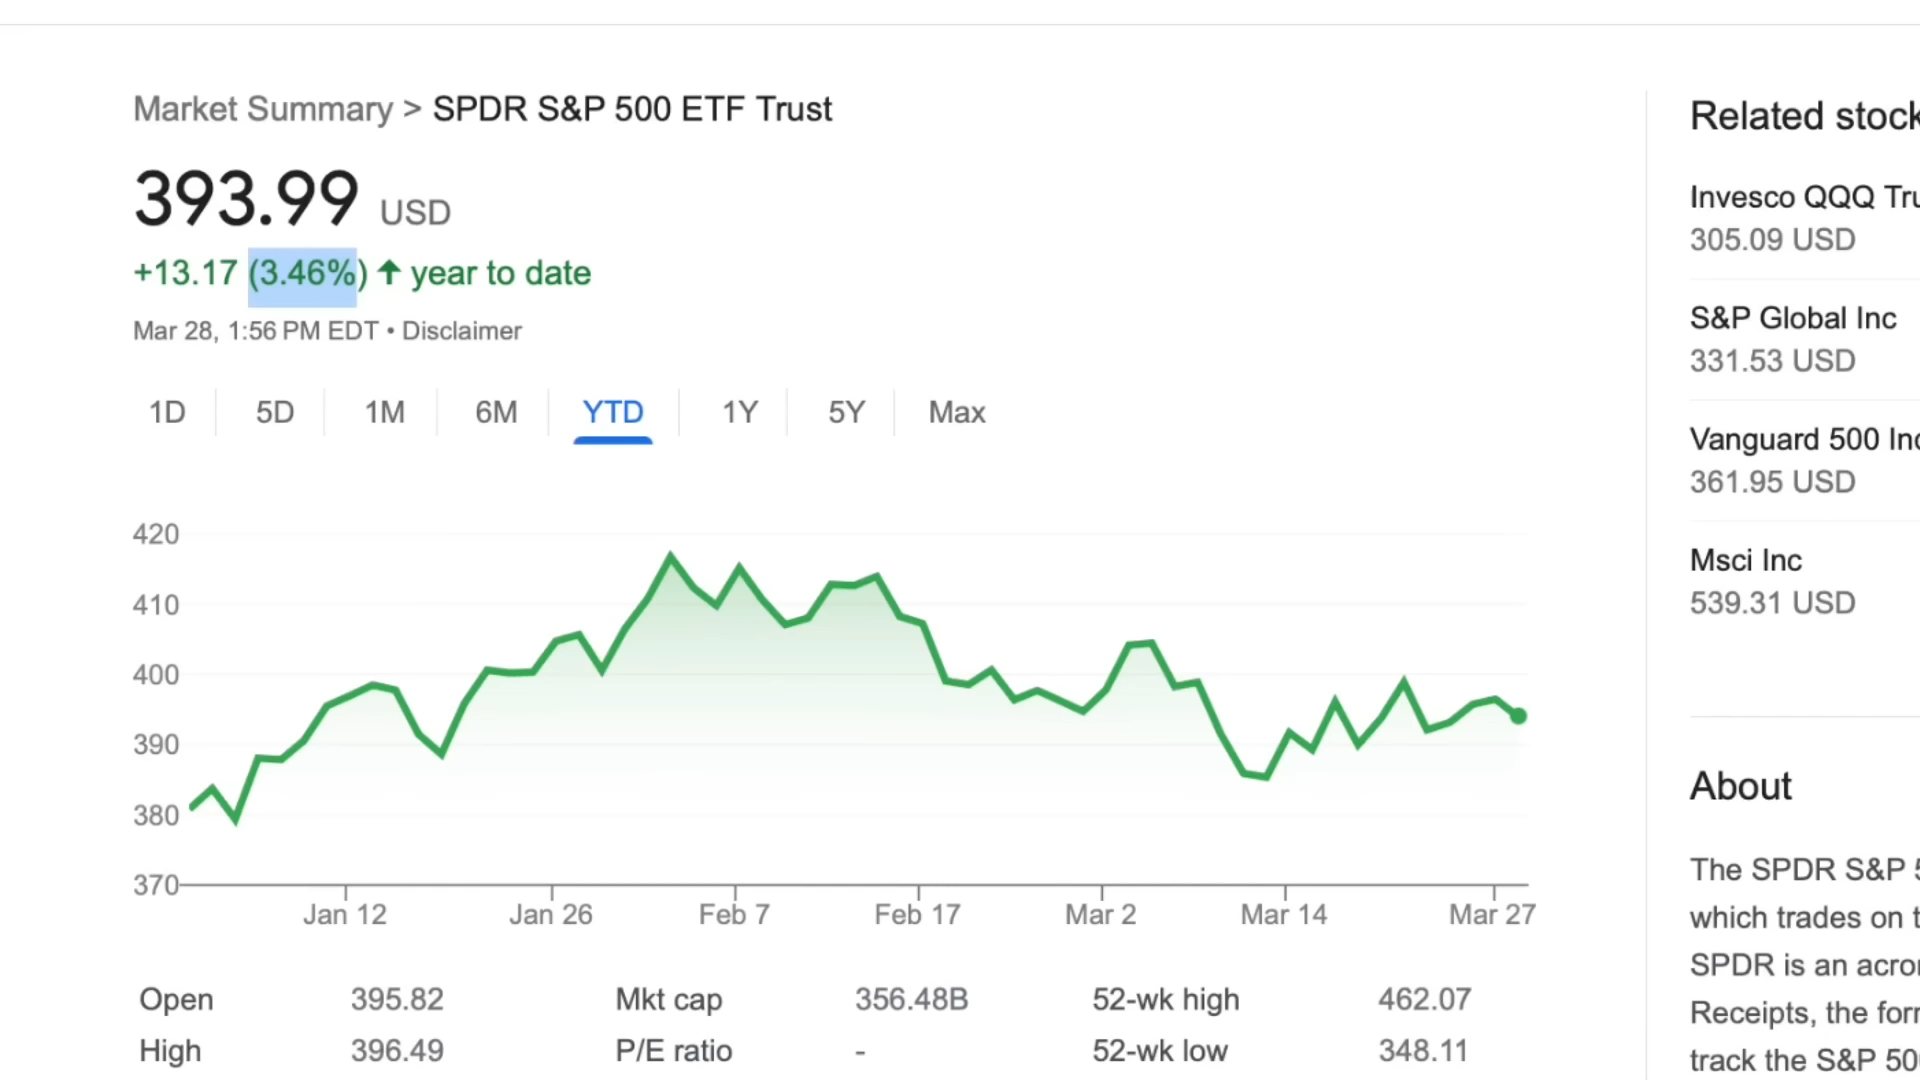 Market Summary > SPDR S&P 500 ETF Trust
393.99 USD
+13.17 (3.46%) ↑ year to date
Mar 28, 1:56 PM EDT • Disclaimer
1D 5D 1M 6M YTD 1Y 5Y Max
420
410
400
390
380
370
Jan 12 Jan 26 Feb 7 Feb 17 Mar 2 Mar 14 Mar 27
Open 395.82 Mkt cap 356.48B 52-wk high 462.07
High 396.49 P/E ratio - 52-wk low 348.11
Related stock
Invesco QQQ Tru
305.09 USD
S&P Global Inc
331.53 USD
Vanguard 500 Ind
361.95 USD
Msci Inc
539.31 USD
About
The SPDR S&P 5
which trades on t
SPDR is an acron
Receipts, the form
track the S&P 50